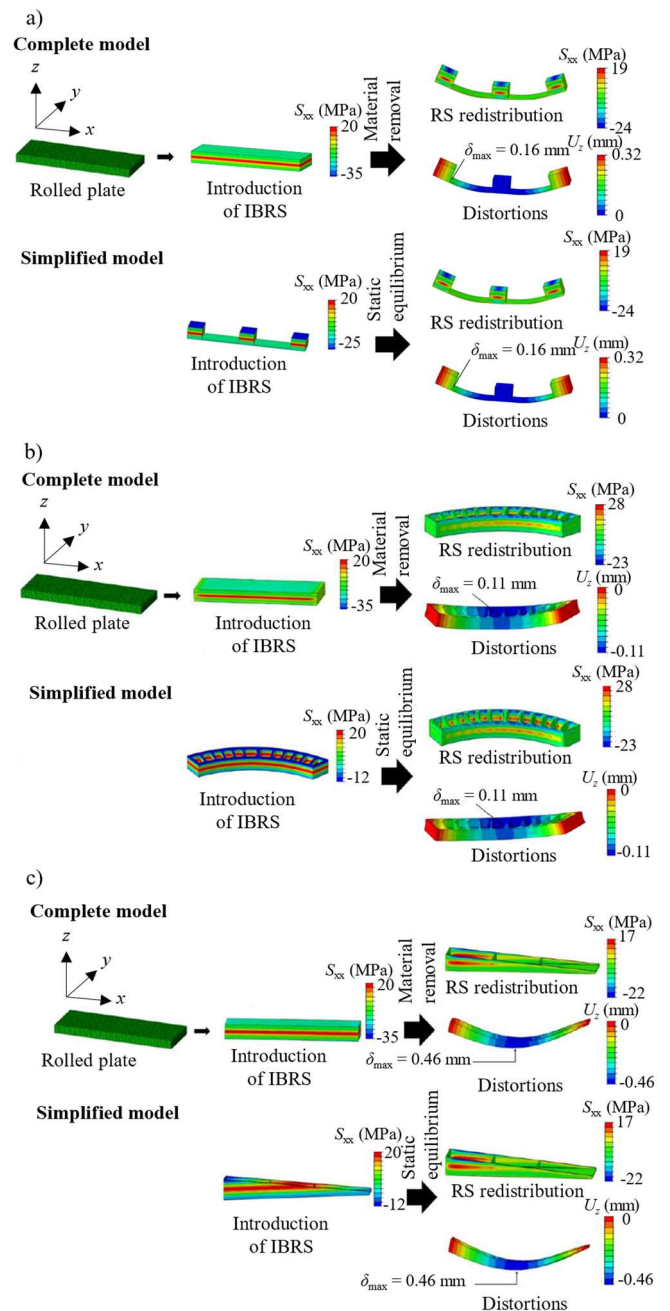 a)
Complete model
z
y
x
Rolled plate
Sxx (MPa)
20
-35
Introduction
of IBRS
Material
removal
Sxx (MPa)
19
-24
RS redistribution
Uz (mm)
0.32
0
δmax = 0.16 mm
Distortions
Simplified model
Sxx (MPa)
20
-25
Introduction
of IBRS
Static
equilibrium
Sxx (MPa)
19
-24
RS redistribution
Uz (mm)
0.32
0
δmax = 0.16 mm
Distortions
b)
Complete model
z
y
x
Rolled plate
Sxx (MPa)
20
-35
Introduction
of IBRS
Material
removal
Sxx (MPa)
28
-23
RS redistribution
δmax = 0.11 mm
Uz (mm)
0
-0.11
Distortions
Simplified model
Sxx (MPa)
20
-12
Introduction
of IBRS
Static
equilibrium
Sxx (MPa)
28
-23
RS redistribution
δmax = 0.11 mm
Uz (mm)
0
-0.11
Distortions
c)
Complete model
z
y
x
Rolled plate
Sxx (MPa)
20
-35
Introduction
of IBRS
Material
removal
Sxx (MPa)
17
-22
RS redistribution
Uz (mm)
0
-0.46
δmax = 0.46 mm
Distortions
Simplified model
Sxx (MPa)
20
-12
Introduction
of IBRS
Static
equilibrium
Sxx (MPa)
17
-22
RS redistribution
Uz (mm)
0
-0.46
δmax = 0.46 mm
Distortions